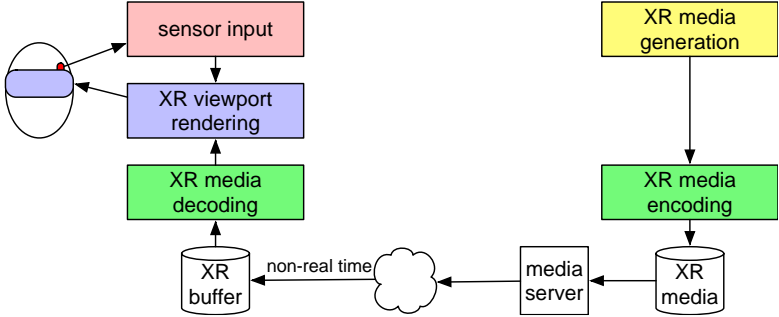 sensor input
XR media
generation
XR viewport
rendering
XR media
decoding
XR media
encoding
XR
buffer
non-real time
media
server
XR
media